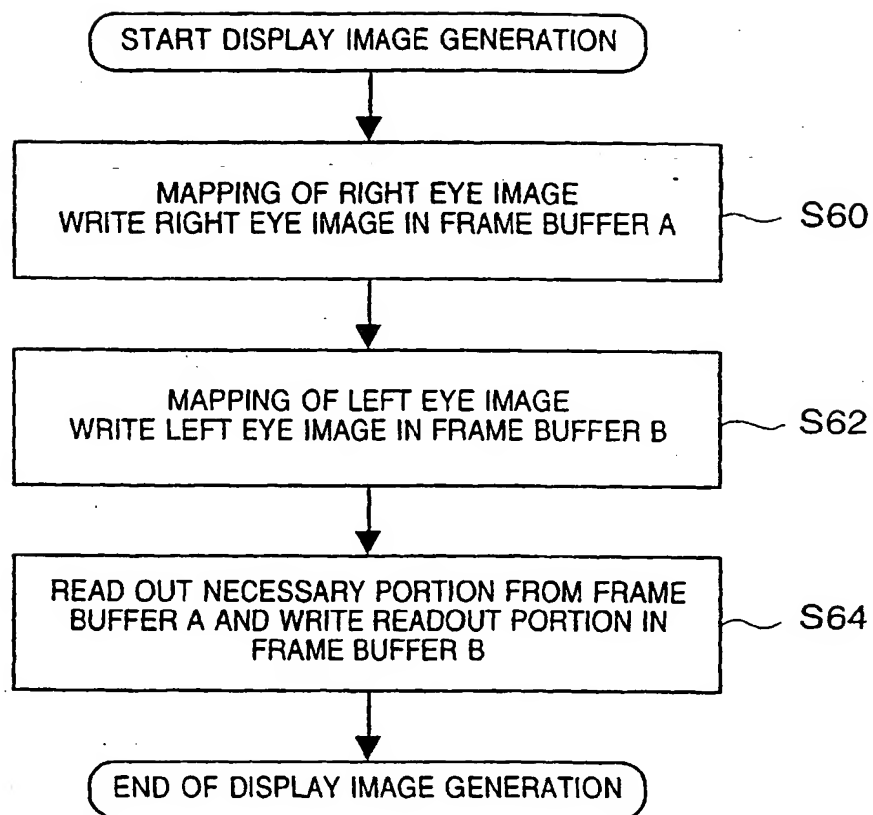 START DISPLAY IMAGE GENERATION
MAPPING OF RIGHT EYE IMAGE
WRITE RIGHT EYE IMAGE IN FRAME BUFFER A
S60
MAPPING OF LEFT EYE IMAGE
WRITE LEFT EYE IMAGE IN FRAME BUFFER B
S62
READ OUT NECESSARY PORTION FROM FRAME
BUFFER A AND WRITE READOUT PORTION IN
FRAME BUFFER B
S64
END OF DISPLAY IMAGE GENERATION